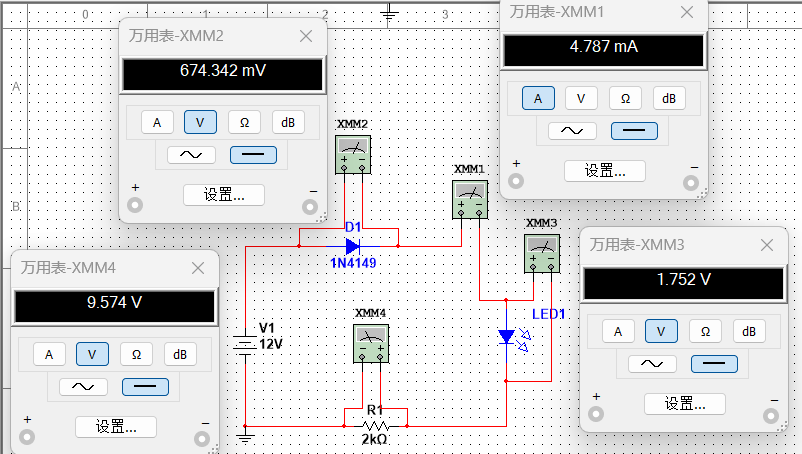 0
1
2
3
万用表-XMM2
674.342 mV
A
V
Ω
dB
设置...
+
−
万用表-XMM1
4.787 mA
A
V
Ω
dB
设置...
+
−
A
B
XMM2
+ −
XMM1
+ −
XMM3
+ −
D1
1N4149
万用表-XMM4
9.574 V
A
V
Ω
dB
设置...
+
−
万用表-XMM3
1.752 V
A
V
Ω
dB
设置...
+
−
XMM4
− +
V1
12V
LED1
R1
2kΩ